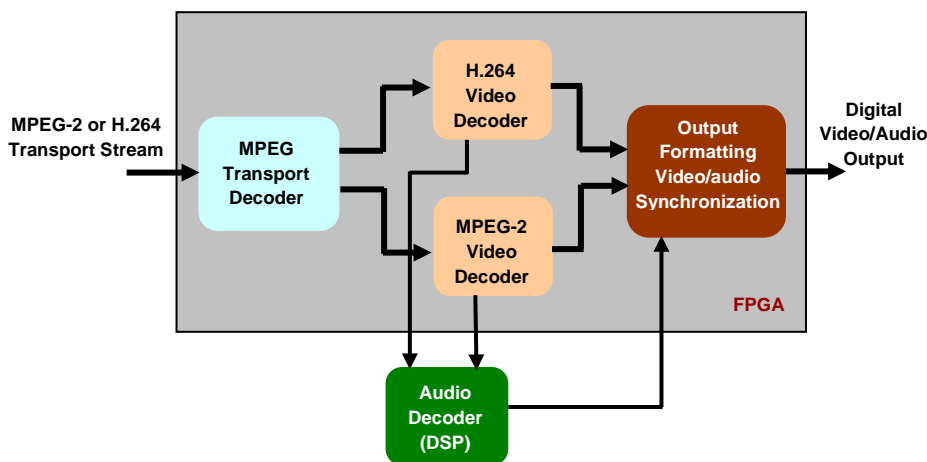 MPEG-2 or H.264
Transport Stream
MPEG
Transport
Decoder
H.264
Video
Decoder
MPEG-2
Video
Decoder
Output
Formatting
Video/audio
Synchronization
Digital
Video/Audio
Output
FPGA
Audio
Decoder
(DSP)